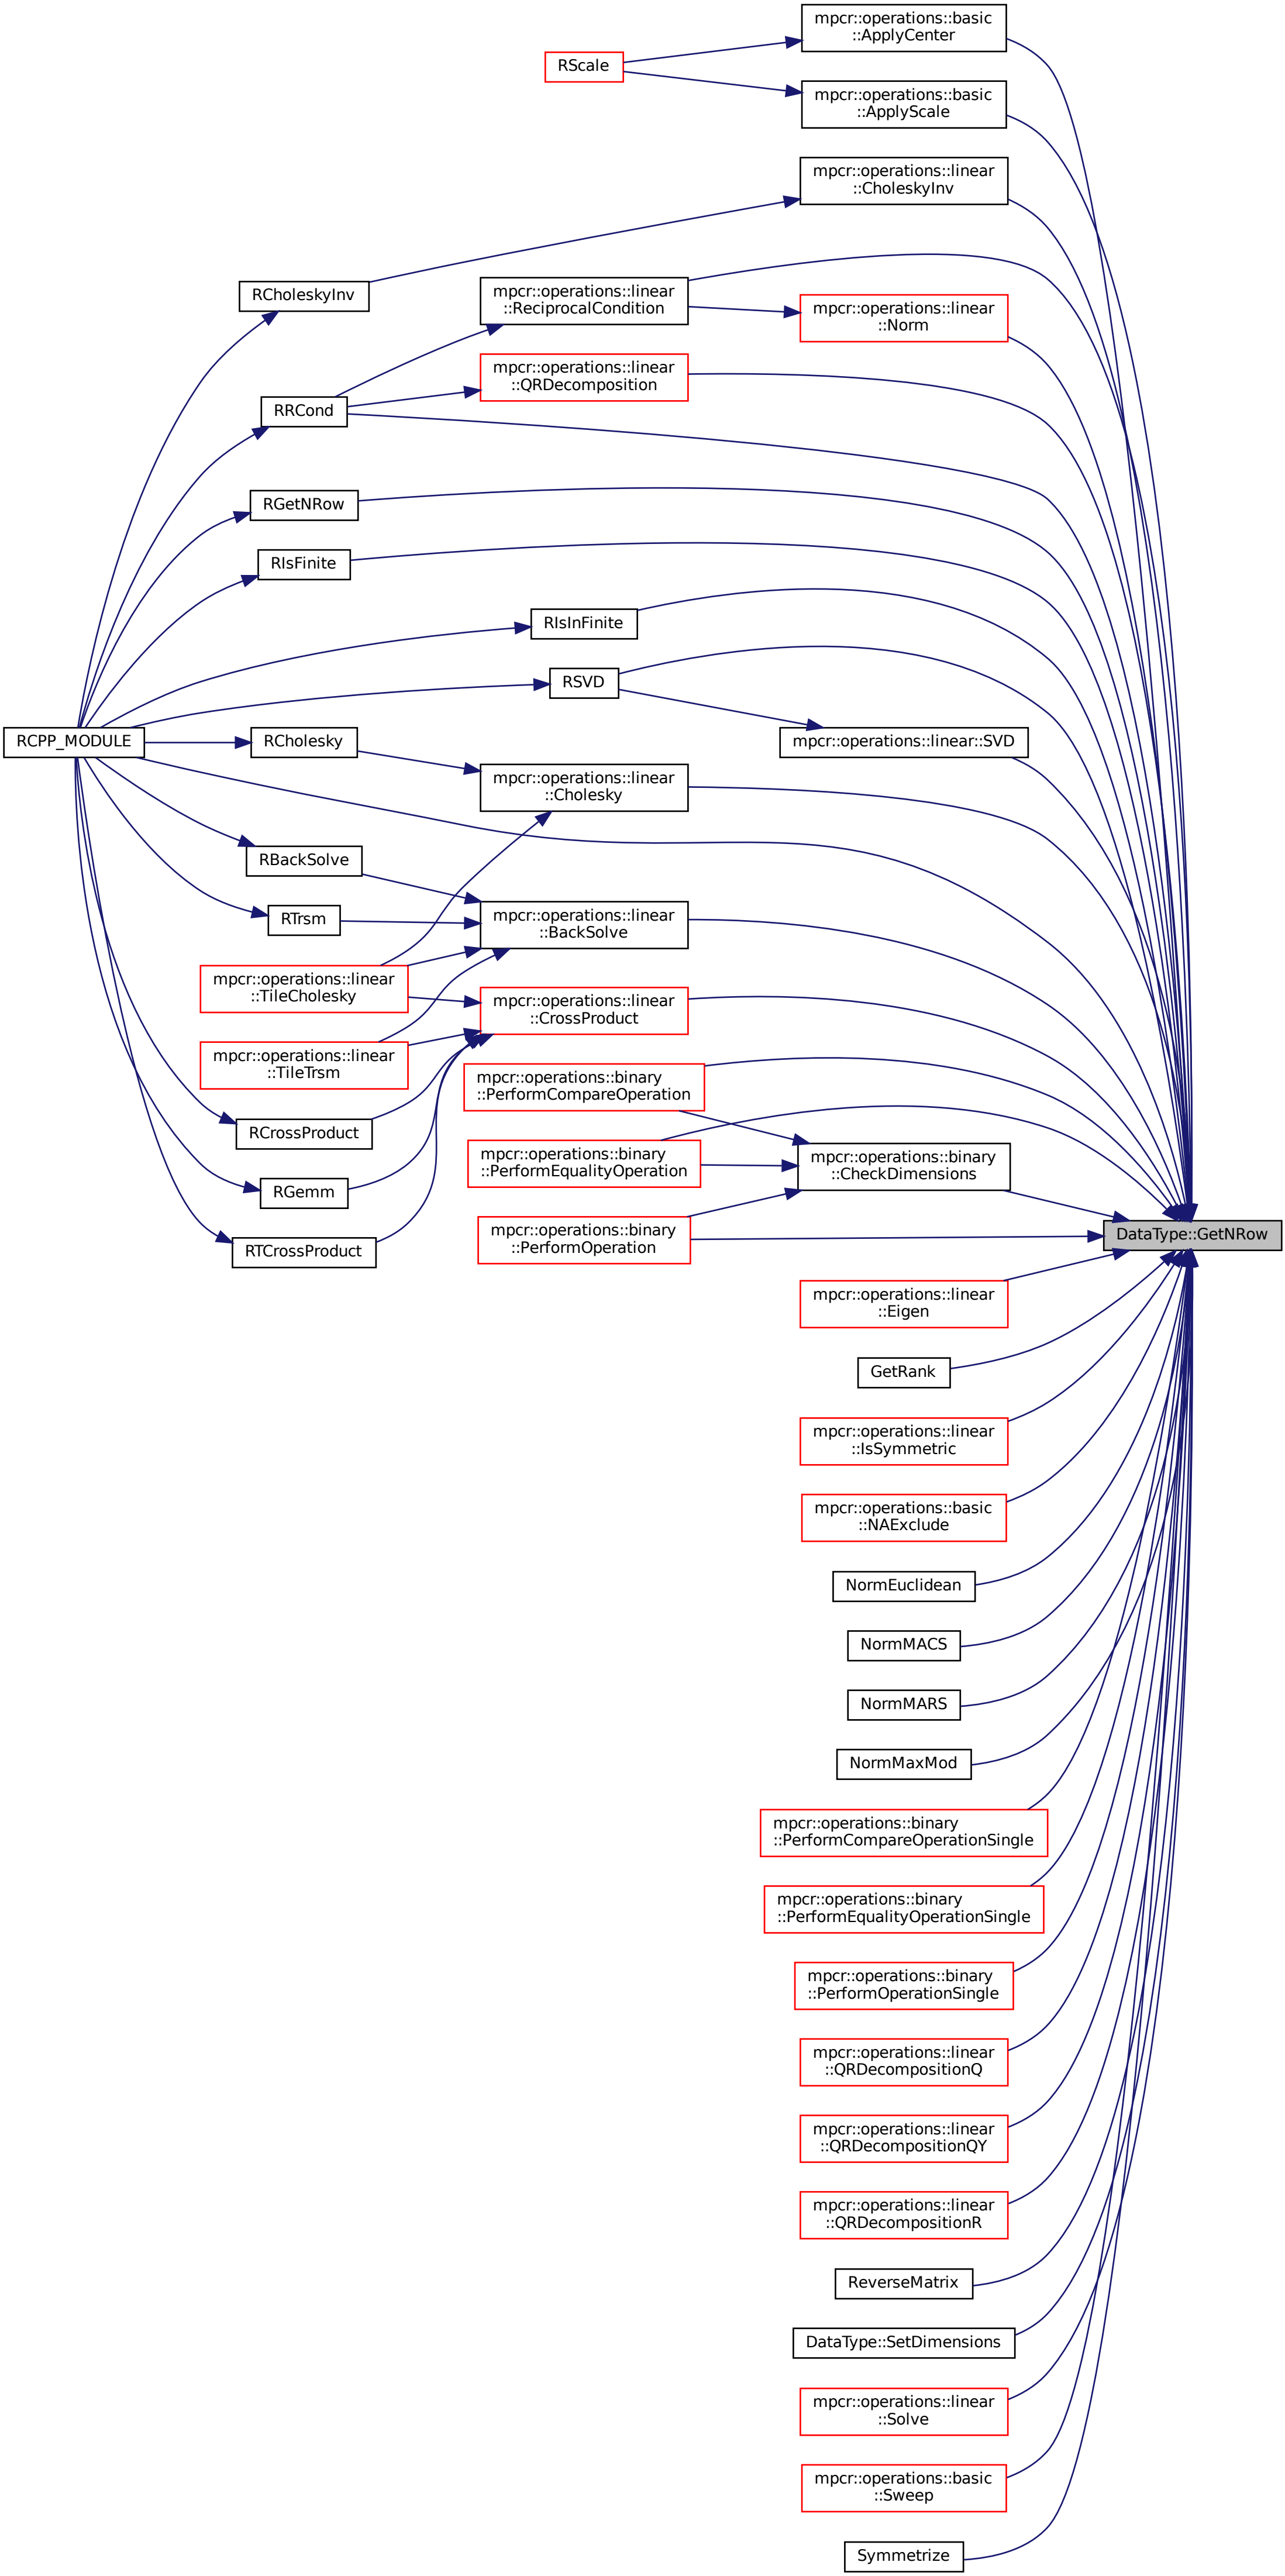 mpcr::operations::basic
::ApplyCenter
RScale
mpcr::operations::basic
::ApplyScale
mpcr::operations::linear
::CholeskyInv
RCholeskyInv
mpcr::operations::linear
::ReciprocalCondition
mpcr::operations::linear
::Norm
mpcr::operations::linear
::QRDecomposition
RRCond
RGetNRow
RIsFinite
RIsInFinite
RSVD
RCPP_MODULE
RCholesky
mpcr::operations::linear::SVD
mpcr::operations::linear
::Cholesky
RBackSolve
RTrsm
mpcr::operations::linear
::BackSolve
mpcr::operations::linear
::TileCholesky
mpcr::operations::linear
::CrossProduct
mpcr::operations::linear
::TileTrsm
mpcr::operations::binary
::PerformCompareOperation
RCrossProduct
mpcr::operations::binary
::PerformEqualityOperation
mpcr::operations::binary
::CheckDimensions
RGemm
mpcr::operations::binary
::PerformOperation
RTCrossProduct
DataType::GetNRow
mpcr::operations::linear
::Eigen
GetRank
mpcr::operations::linear
::IsSymmetric
mpcr::operations::basic
::NAExclude
NormEuclidean
NormMACS
NormMARS
NormMaxMod
mpcr::operations::binary
::PerformCompareOperationSingle
mpcr::operations::binary
::PerformEqualityOperationSingle
mpcr::operations::binary
::PerformOperationSingle
mpcr::operations::linear
::QRDecompositionQ
mpcr::operations::linear
::QRDecompositionQY
mpcr::operations::linear
::QRDecompositionR
ReverseMatrix
DataType::SetDimensions
mpcr::operations::linear
::Solve
mpcr::operations::basic
::Sweep
Symmetrize